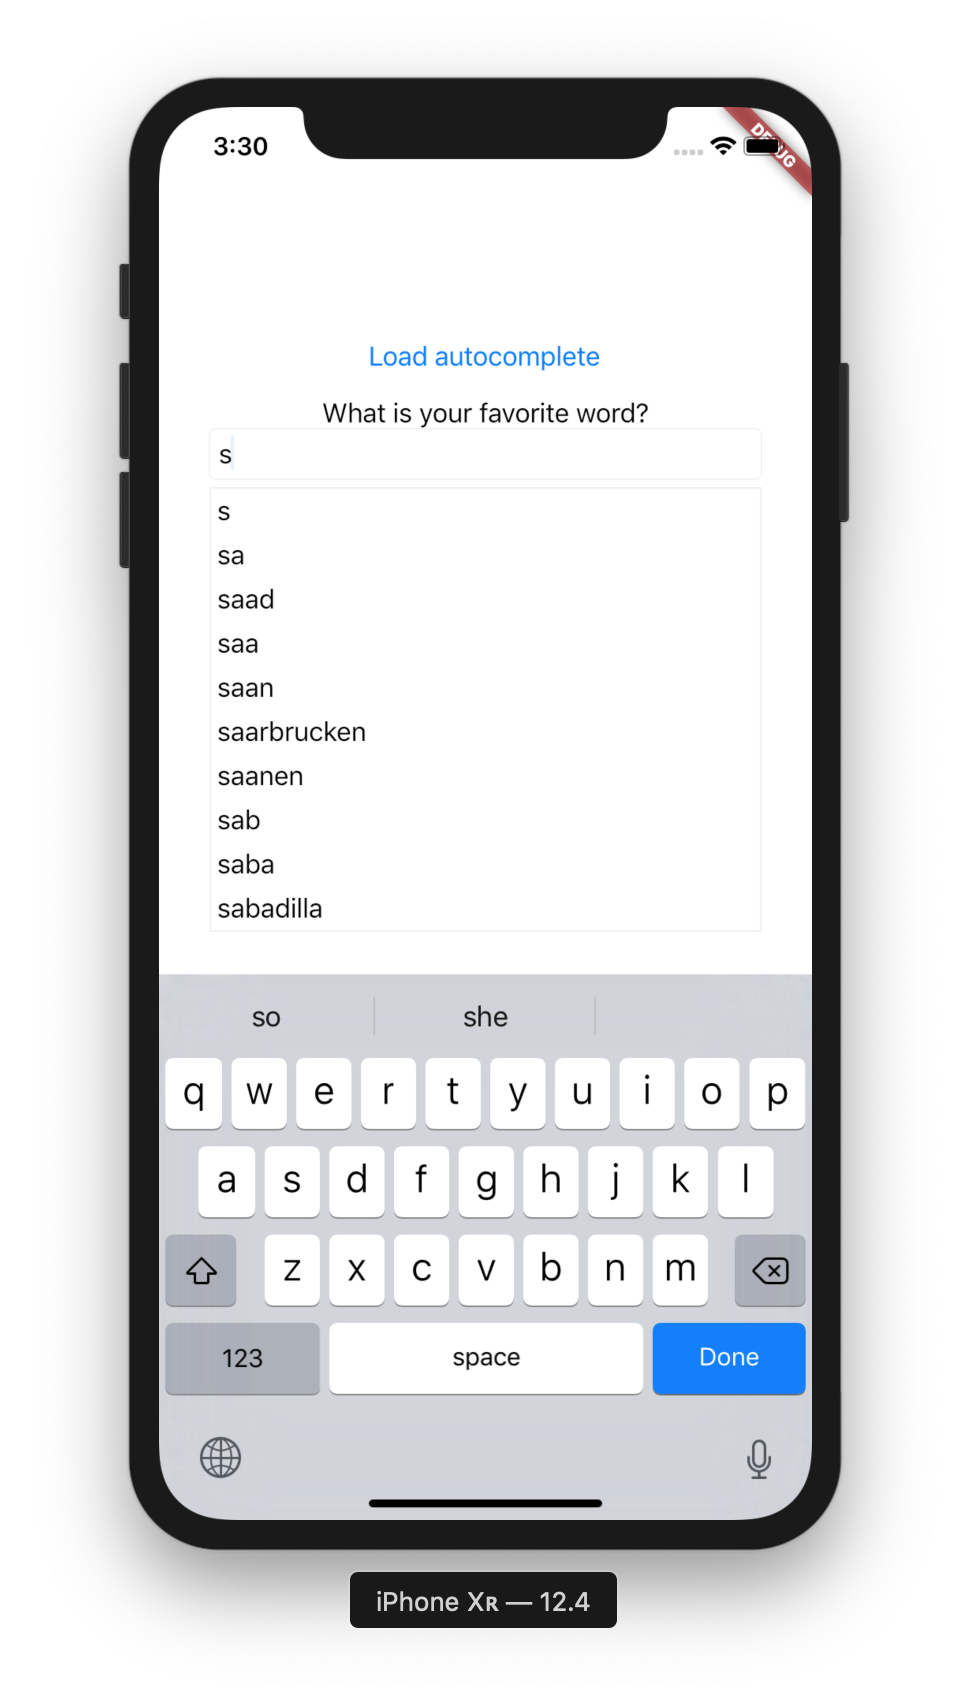 3:30
DEBUG
Load autocomplete
What is your favorite word?
s
s
sa
saad
saa
saan
saarbrucken
saanen
sab
saba
sabadilla
so she
q w e r t y u i o p
a s d f g h j k l
z x c v b n m
123 space Done
iPhone Xʀ — 12.4